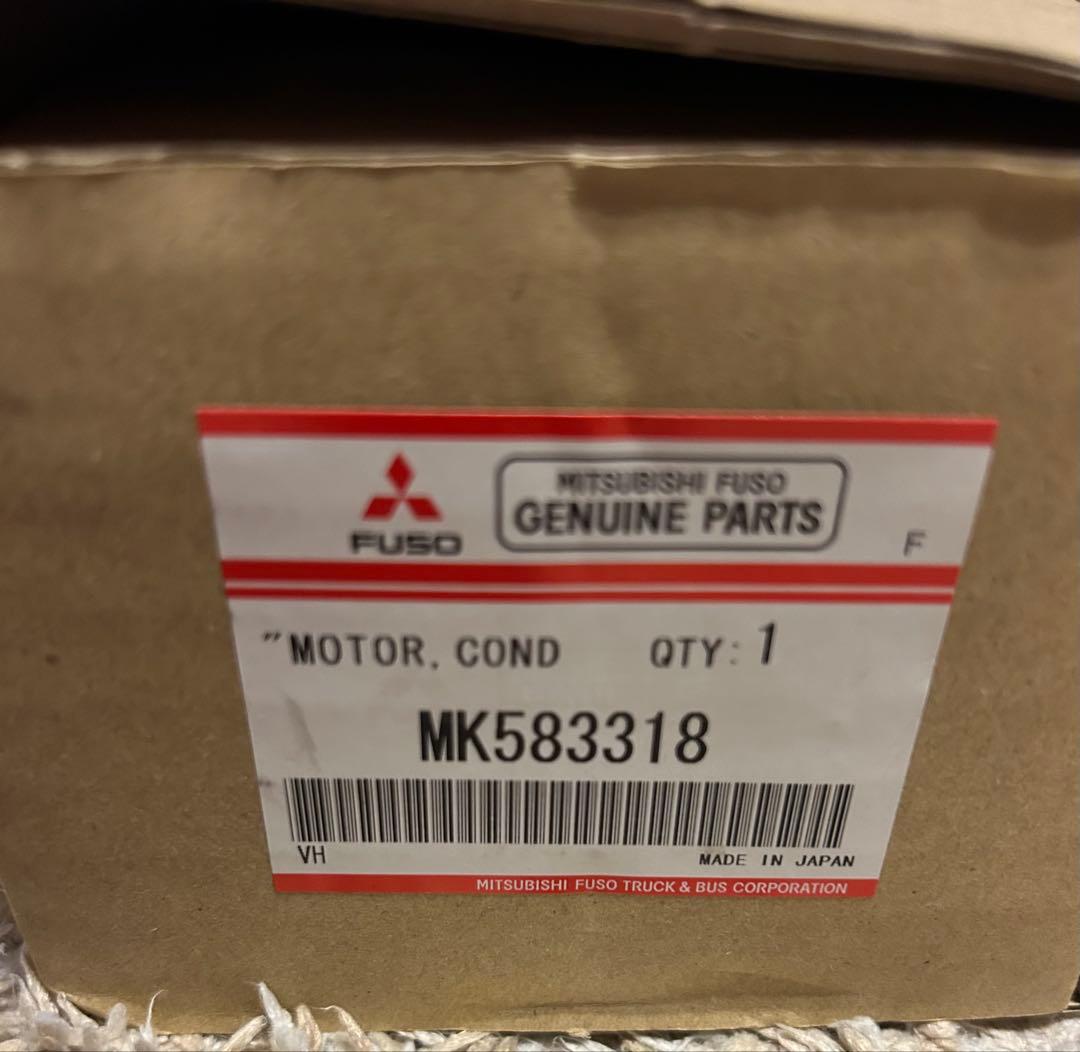 MITSUBISHI FUSO
GENUINE PARTS
FUSO
F
"MOTOR, COND QTY: 1
MK583318
VH MADE IN JAPAN
MITSUBISHI FUSO TRUCK & BUS CORPORATION